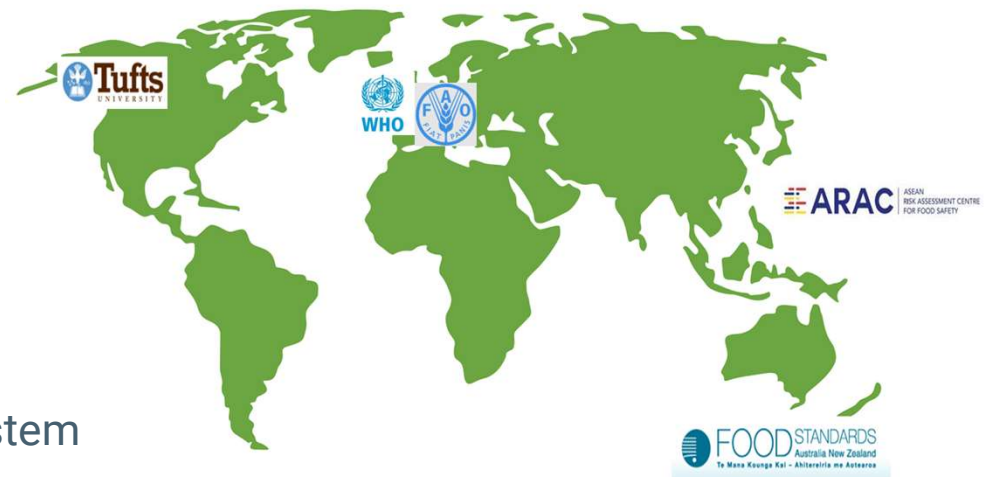 Tufts
UNIVERSITY
WHO
FAO
FIAT PANIS
ARAC
ASEAN
RISK ASSESSMENT CENTRE
FOR FOOD SAFETY
stem
FOOD STANDARDS
Australia New Zealand
Te Mana Kounga Kai - Ahitereiria me Aotearoa